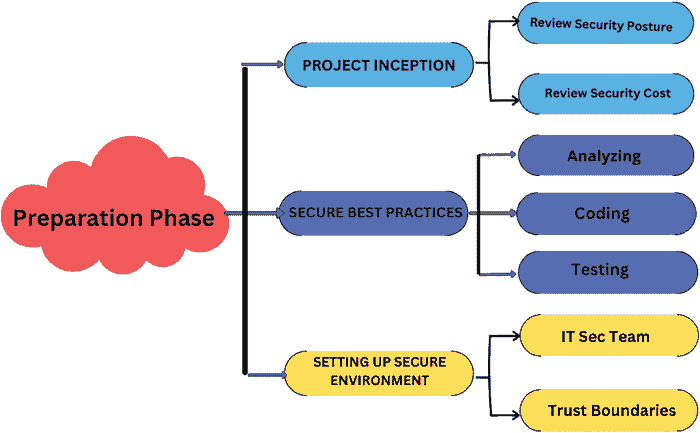 Preparation Phase
PROJECT INCEPTION
Review Security Posture
Review Security Cost
SECURE BEST PRACTICES
Analyzing
Coding
Testing
SETTING UP SECURE
ENVIRONMENT
IT Sec Team
Trust Boundaries